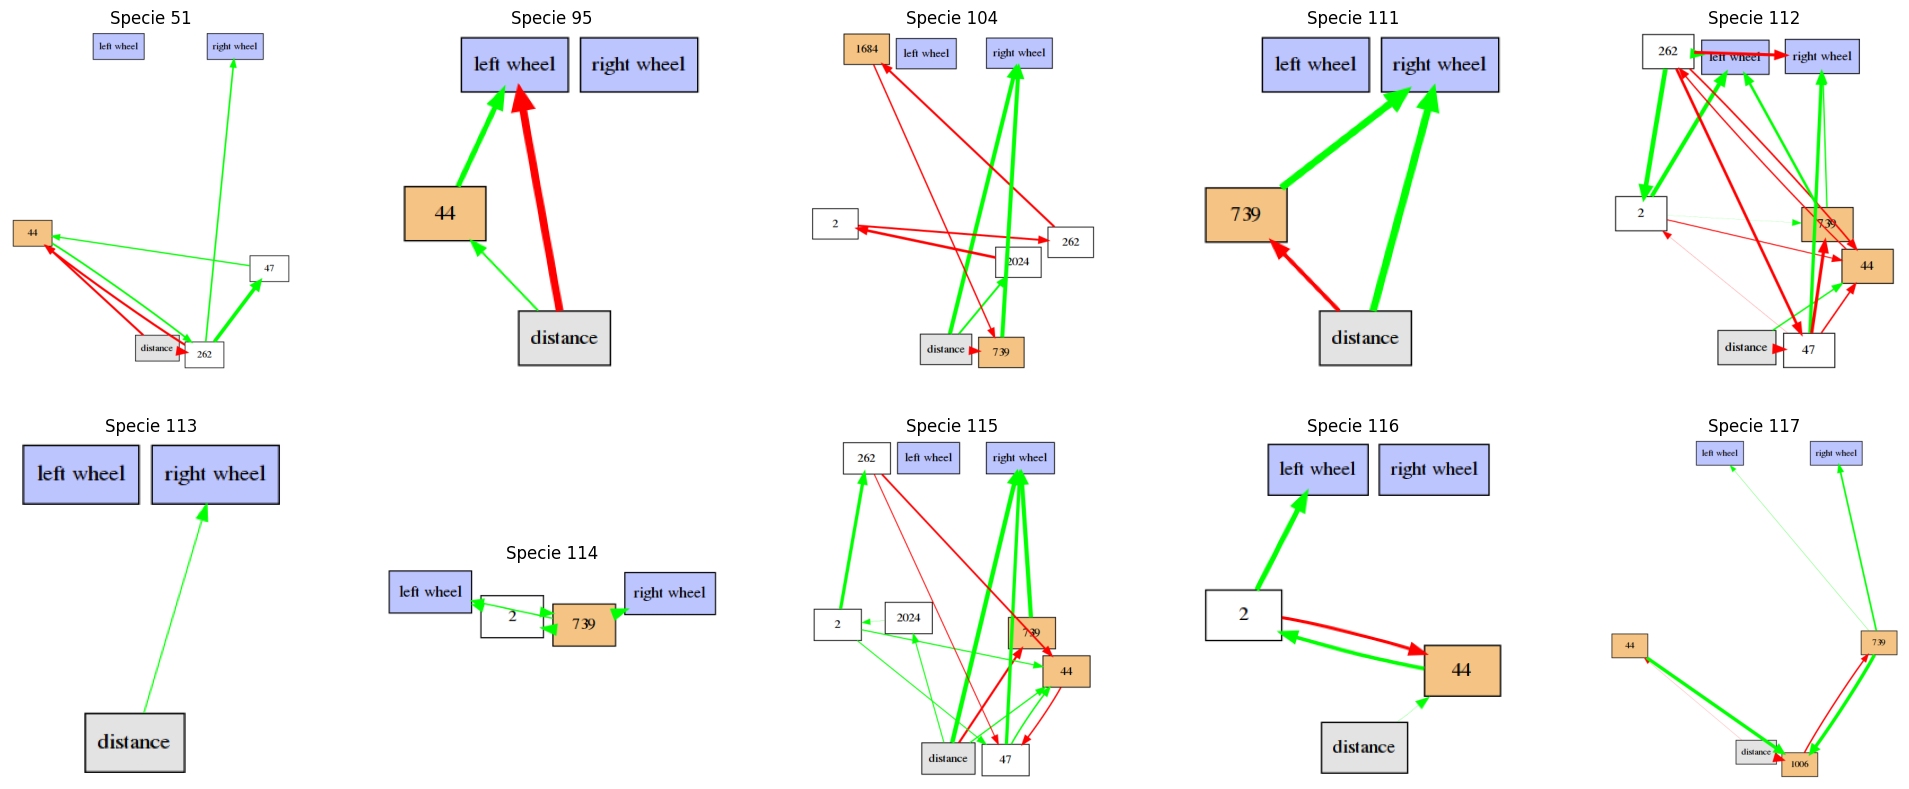 Specie 51
left wheel
right wheel
44
47
distance
262
Specie 95
left wheel
right wheel
44
distance
Specie 104
1684
left wheel
right wheel
2
262
2024
distance
739
Specie 111
left wheel
right wheel
739
distance
Specie 112
262
left wheel
right wheel
2
739
44
distance
47
Specie 113
left wheel
right wheel
distance
Specie 114
left wheel
2
739
right wheel
Specie 115
262
left wheel
right wheel
2
2024
739
44
distance
47
Specie 116
left wheel
right wheel
2
44
distance
Specie 117
left wheel
right wheel
44
739
distance
1006